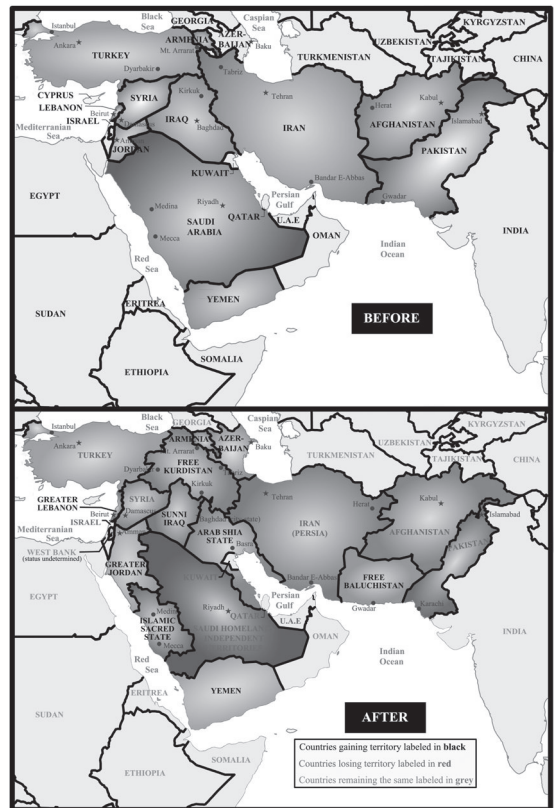 Black
Sea
GEORGIA
Caspian
Sea
KYRGYZSTAN
Istanbul
Ankara
TURKEY
Mt. Ararat
ARMENIA
AZER-
BAIJAN
Baku
UZBEKISTAN
TURKMENISTAN
TAJIKISTAN
CHINA
Dyarbakir
Tabriz
Tehran
CYPRUS
LEBANON
SYRIA
Kirkuk
Beirut
ISRAEL
Mediterranean
Sea
IRAQ
Baghdad
IRAN
Herat
Kabul
AFGHANISTAN
Islamabad
JORDAN
PAKISTAN
EGYPT
KUWAIT
Bandar E-Abbas
Persian
Gulf
Gwadar
Medina
Riyadh
SAUDI
ARABIA
QATAR
U.A.E
Mecca
OMAN
INDIA
Indian
Ocean
Red
Sea
SUDAN
ERITREA
YEMEN
BEFORE
ETHIOPIA
SOMALIA
Black
Sea
GEORGIA
Caspian
Sea
KYRGYZSTAN
Istanbul
Ankara
TURKEY
ARMENIA
Mt. Ararat
AZER-
BAIJAN
Baku
UZBEKISTAN
TURKMENISTAN
TAJIKISTAN
CHINA
Dyarbakir
FREE
KURDISTAN
Tabriz
GREATER
LEBANON
SYRIA
Kirkuk
Tehran
Beirut
Damascus
Mediterranean
Sea
ISRAEL
SUNNI
IRAQ
Baghdad
ARAB SHIA
STATE
Basra
IRAN
(PERSIA)
Herat
Kabul
AFGHANISTAN
Islamabad
PAKISTAN
WEST BANK
(status undetermined)
GREATER
JORDAN
EGYPT
KUWAIT
Bandar E-Abbas
Persian
Gulf
FREE
BALUCHISTAN
Gwadar
Karachi
Medina
ISLAMIC
SACRED
STATE
Mecca
Riyadh
QATAR
SAUDI HOMELAND
INDEPENDENT
U.A.E
OMAN
INDIA
Indian
Ocean
Red
Sea
SUDAN
ERITREA
YEMEN
AFTER
ETHIOPIA
SOMALIA
Countries gaining territory labeled in black
Countries losing territory labeled in red
Countries remaining the same labeled in grey